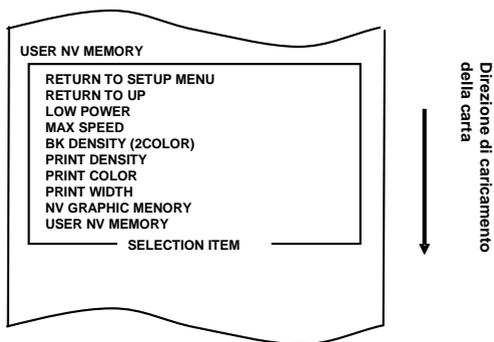 USER NV MEMORY
RETURN TO SETUP MENU
RETURN TO UP
LOW POWER
MAX SPEED
BK DENSITY (2COLOR)
PRINT DENSITY
PRINT COLOR
PRINT WIDTH
NV GRAPHIC MENORY
USER NV MEMORY
SELECTION ITEM
Direzione di caricamento
della carta